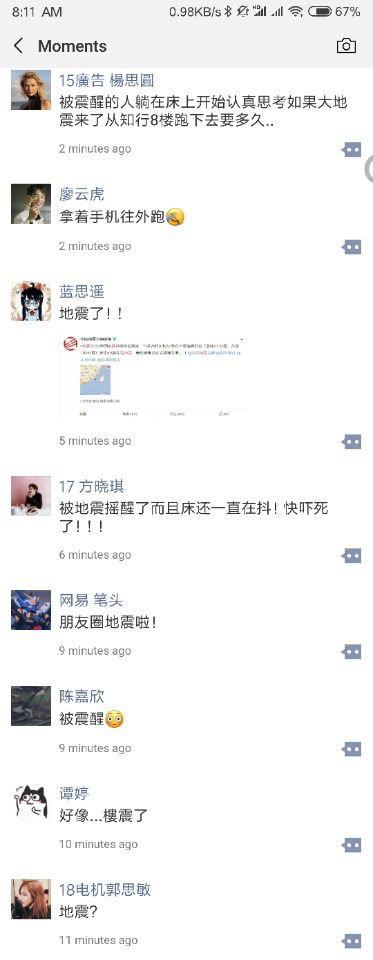 8:11 AM 0.98KB/s HD 67%
Moments
15廣告 楊思圓
被震醒的人躺在床上开始认真思考如果大地
震来了从知行8楼跑下去要多久..
2 minutes ago
廖云虎
拿着手机往外跑😹
2 minutes ago
蓝思遥
地震了!!
5 minutes ago
17 方晓琪
被地震摇醒了而且床还一直在抖! 快吓死
了!!!
6 minutes ago
网易 笔头
朋友圈地震啦!
9 minutes ago
陈嘉欣
被震醒😳
9 minutes ago
谭婷
好像...樓震了
10 minutes ago
18电机郭思敏
地震?
11 minutes ago